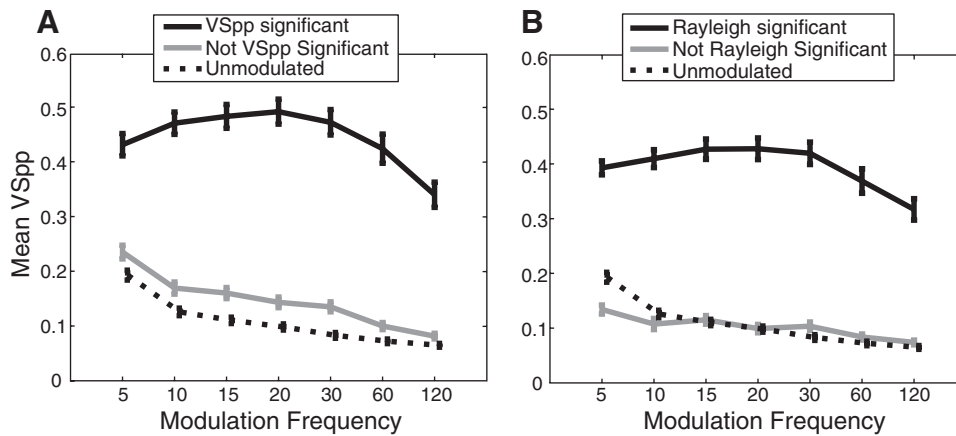 A
VSpp significant
Not VSpp Significant
Unmodulated
0.6
0.5
0.4
0.3
0.2
0.1
0
Mean VSpp
5 10 15 20 30 60 120
Modulation Frequency
B
Rayleigh significant
Not Rayleigh Significant
Unmodulated
0.6
0.5
0.4
0.3
0.2
0.1
0
5 10 15 20 30 60 120
Modulation Frequency